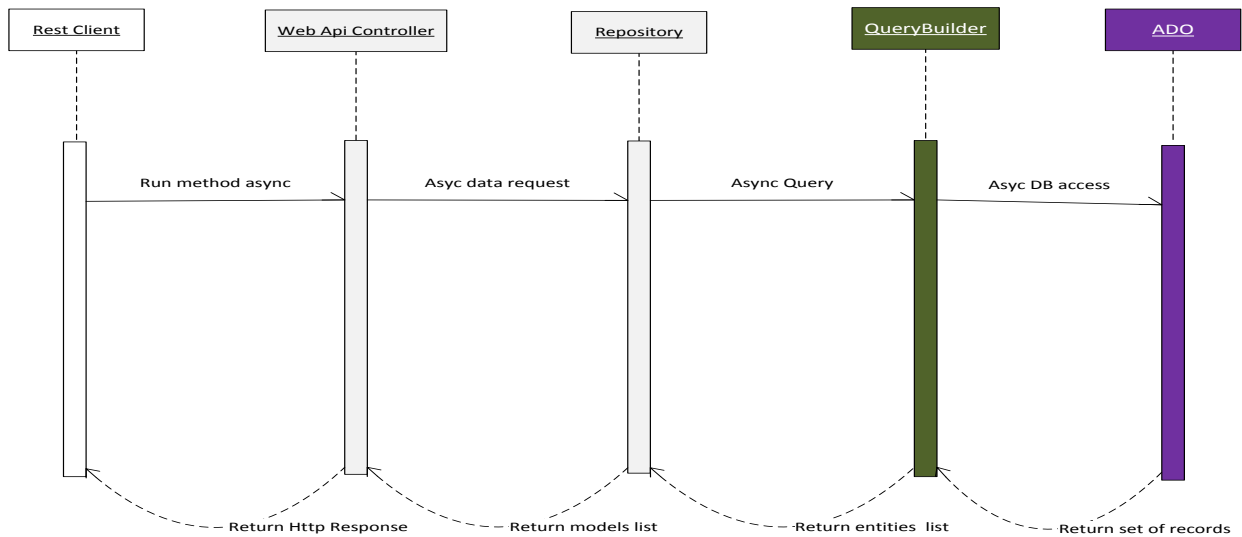 Rest Client
Web Api Controller
Repository
QueryBuilder
ADO
Run method async
Asyc data request
Async Query
Asyc DB access
Return Http Response
Return models list
Return entities list
Return set of records